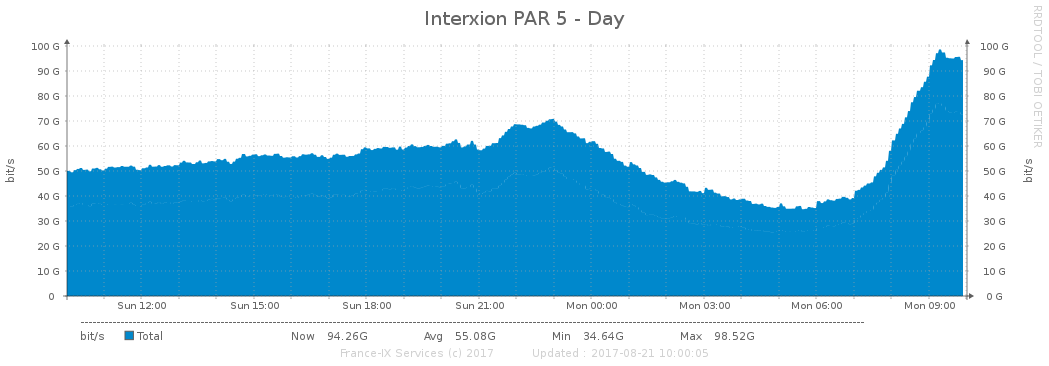 Interxion PAR 5 - Day
RRDTOOL / TOBI OETIKER
100 G 100 G
90 G 90 G
80 G 80 G
70 G 70 G
60 G 60 G
50 G 50 G
40 G 40 G
30 G 30 G
20 G 20 G
10 G 10 G
0 0 G
bit/s
bit/s
Sun 12:00 Sun 15:00 Sun 18:00 Sun 21:00 Mon 00:00 Mon 03:00 Mon 06:00 Mon 09:00
bit/s Total Now 94.26G Avg 55.08G Min 34.64G Max 98.52G
France-IX Services (c) 2017 Updated : 2017-08-21 10:00:05